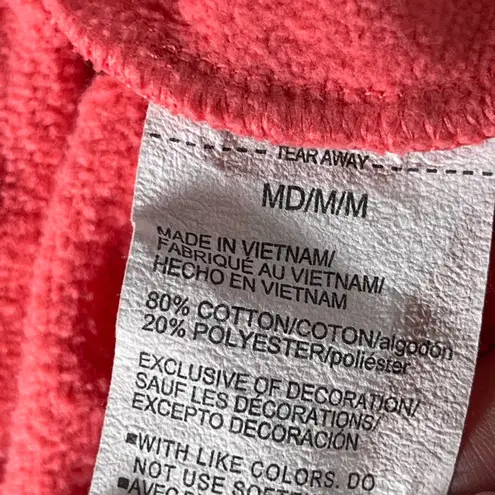 TEAR AWAY
MD/M/M
MADE IN VIETNAM/
FABRIQUÉ AU VIETNAM/
HECHO EN VIETNAM
80% COTTON/COTON/algodón
20% POLYESTER/poliéster
EXCLUSIVE OF DECORATION/
SAUF LES DÉCORATIONS/
EXCEPTO DECORACIÓN
▪WITH LIKE COLORS. DO
NOT USE